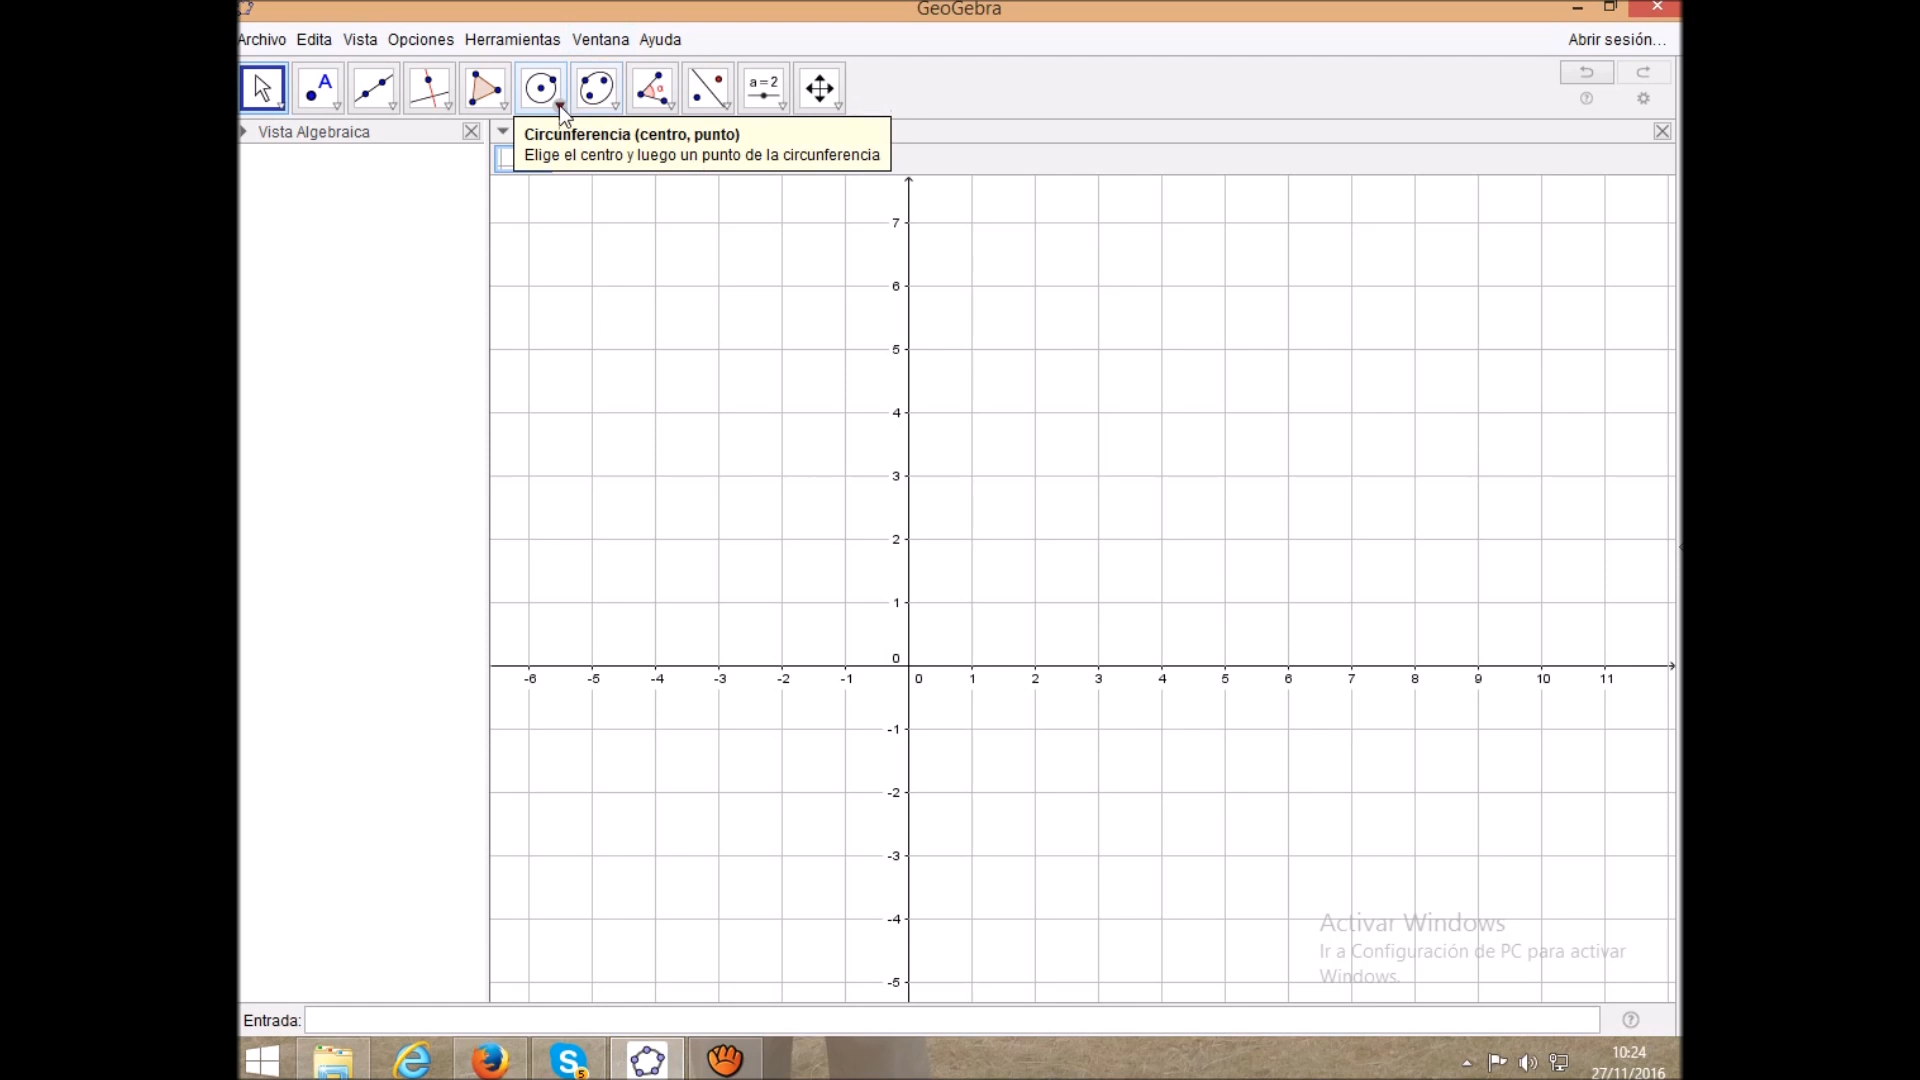 GeoGebra
Archivo Edita Vista Opciones Herramientas Ventana Ayuda
Abrir sesión...
A
α
a=2
Vista Algebraica
Circunferencia (centro, punto)
Elige el centro y luego un punto de la circunferencia
7
6
5
4
3
2
1
0
-6 -5 -4 -3 -2 -1 0 1 2 3 4 5 6 7 8 9 10 11
-1
-2
-3
-4
-5
Activar Windows
Ir a Configuración de PC para activar
Windows.
Entrada:
S 5
10:24
27/11/2016